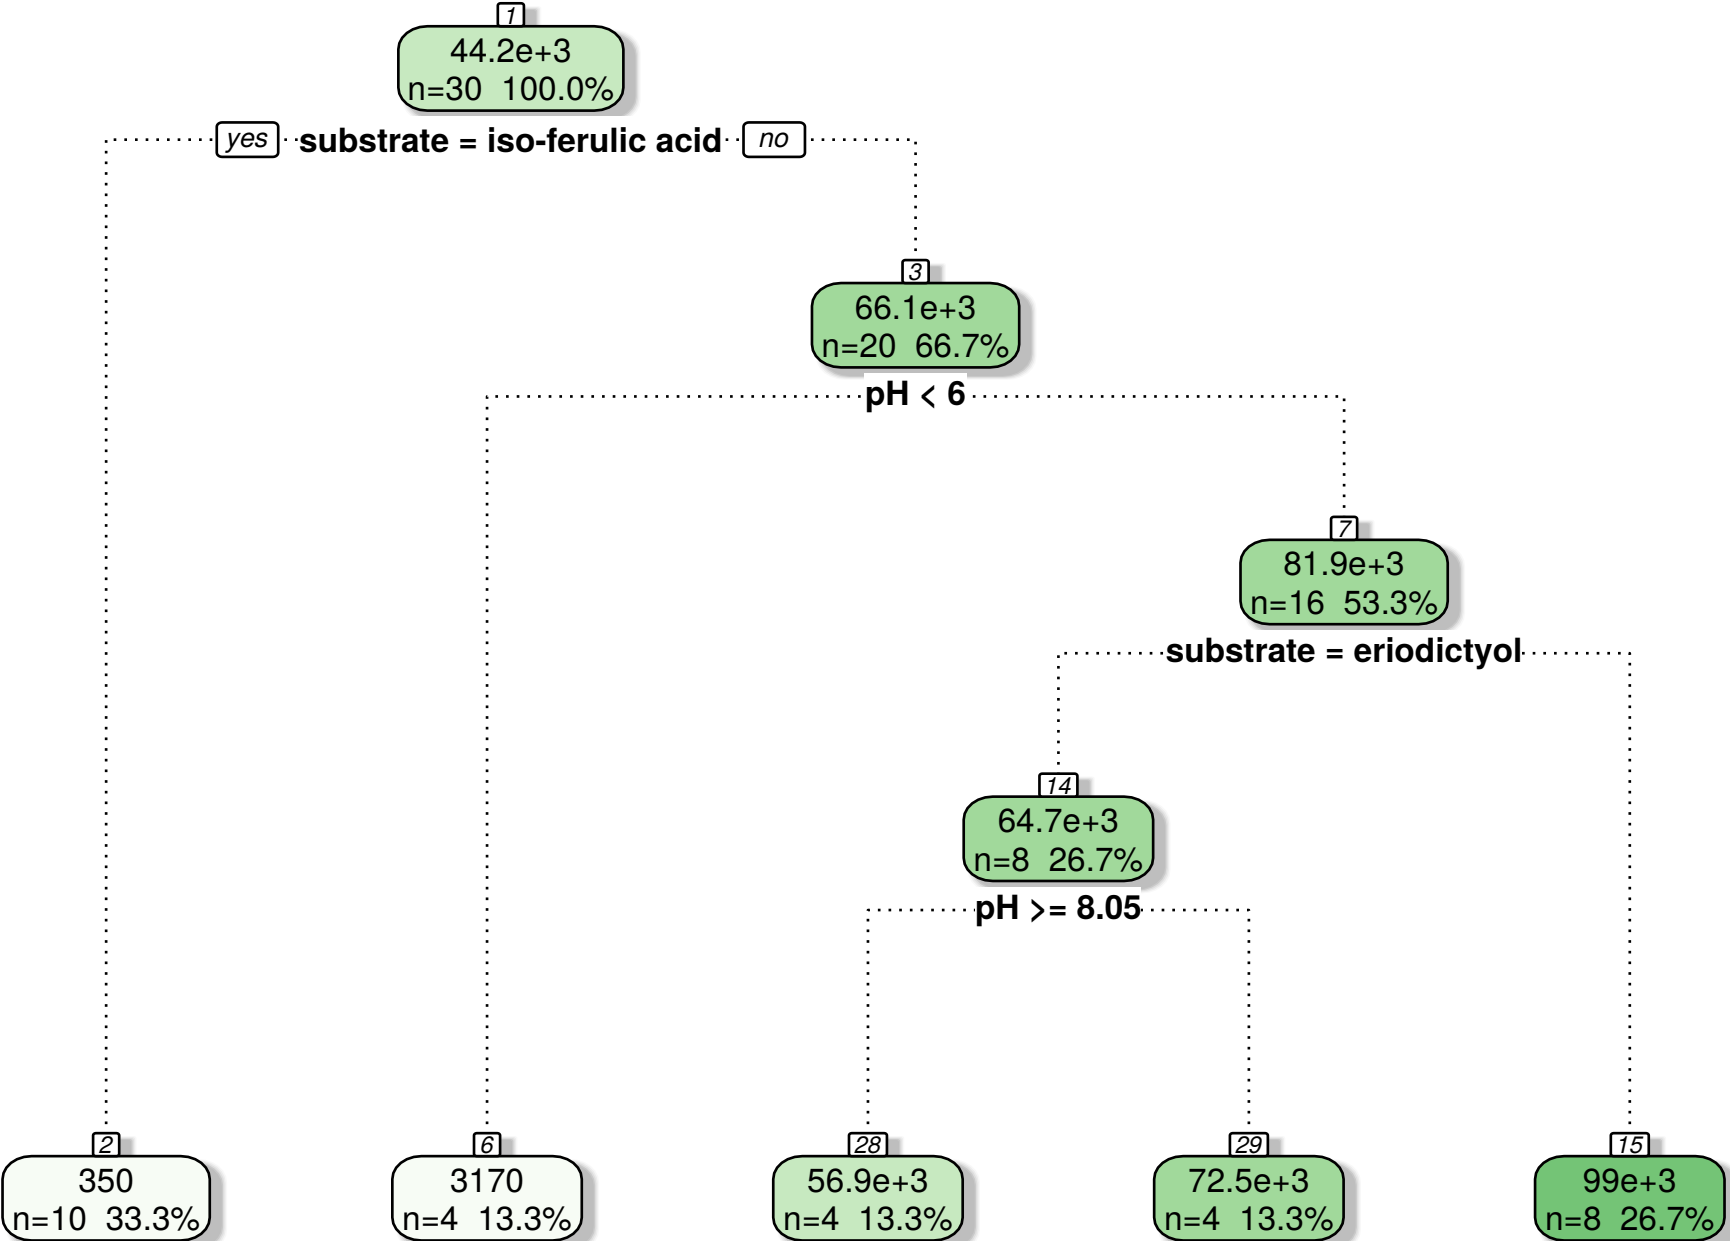 1
44.2e+3
n=30 100.0%
yes substrate = iso-ferulic acid no
3
66.1e+3
n=20 66.7%
pH < 6
7
81.9e+3
n=16 53.3%
substrate = eriodictyol
14
64.7e+3
n=8 26.7%
pH >= 8.05
2
350
n=10 33.3%
6
3170
n=4 13.3%
28
56.9e+3
n=4 13.3%
29
72.5e+3
n=4 13.3%
15
99e+3
n=8 26.7%